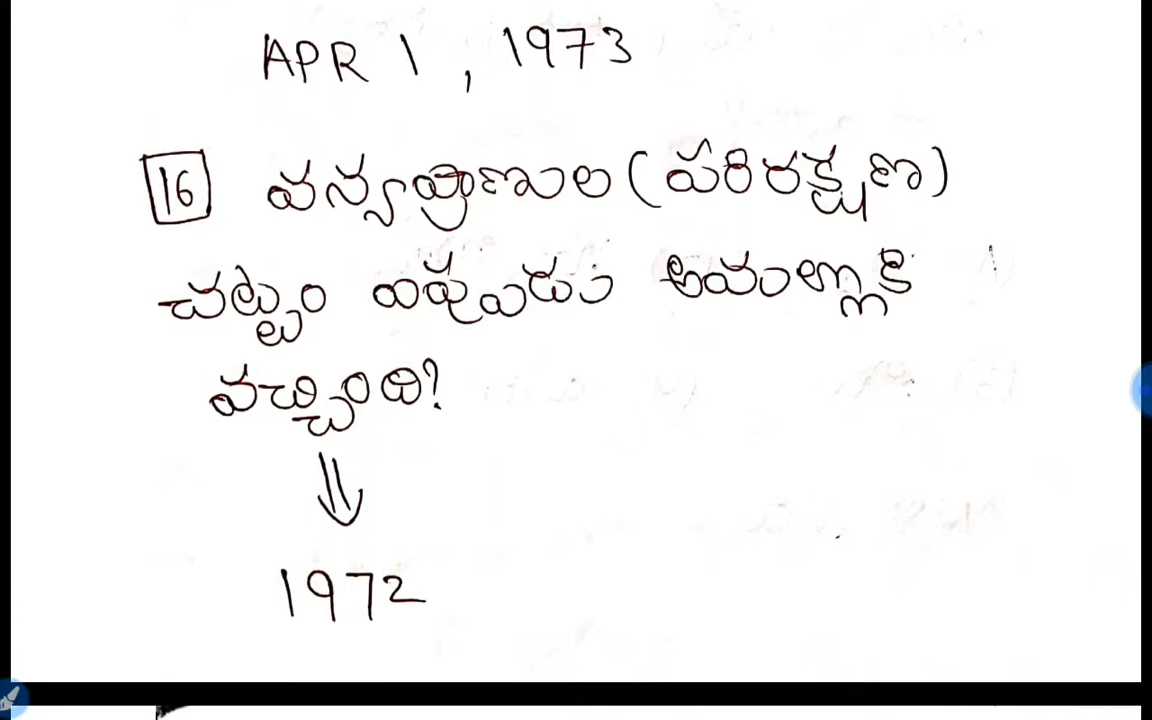 APR 1, 1973
16 వన్యప్రాణుల (పరిరక్షణ)
చట్టం ఎప్పుడు అమల్లోకి
వచ్చింది?
⇓
1972